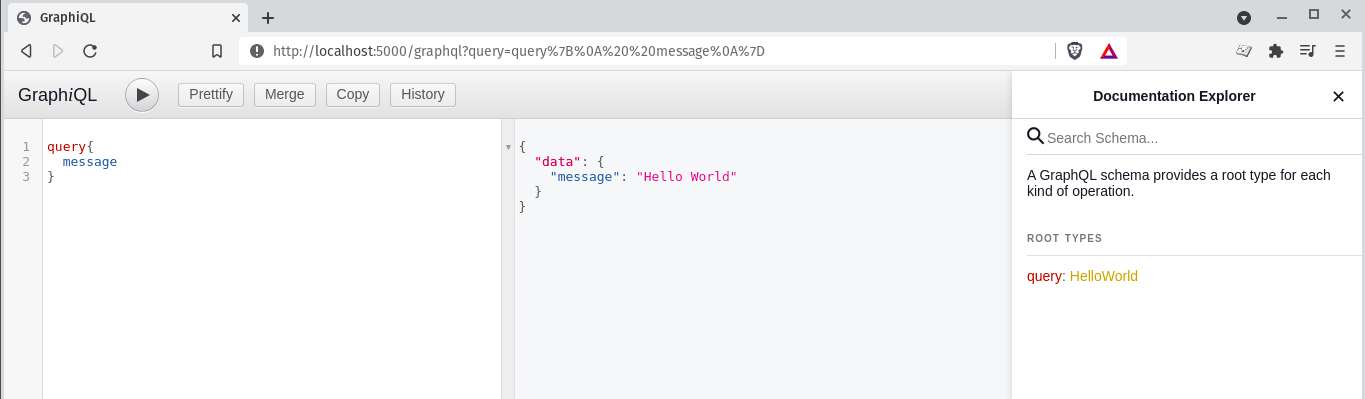 GraphiQL
http://localhost:5000/graphql?query=query%7B%0A%20%20message%0A%7D
GraphiQL Prettify Merge Copy History
1 query{
2   message
3 }
{
  "data": {
    "message": "Hello World"
  }
}
Documentation Explorer
Search Schema...
A GraphQL schema provides a root type for each
kind of operation.
ROOT TYPES
query: HelloWorld